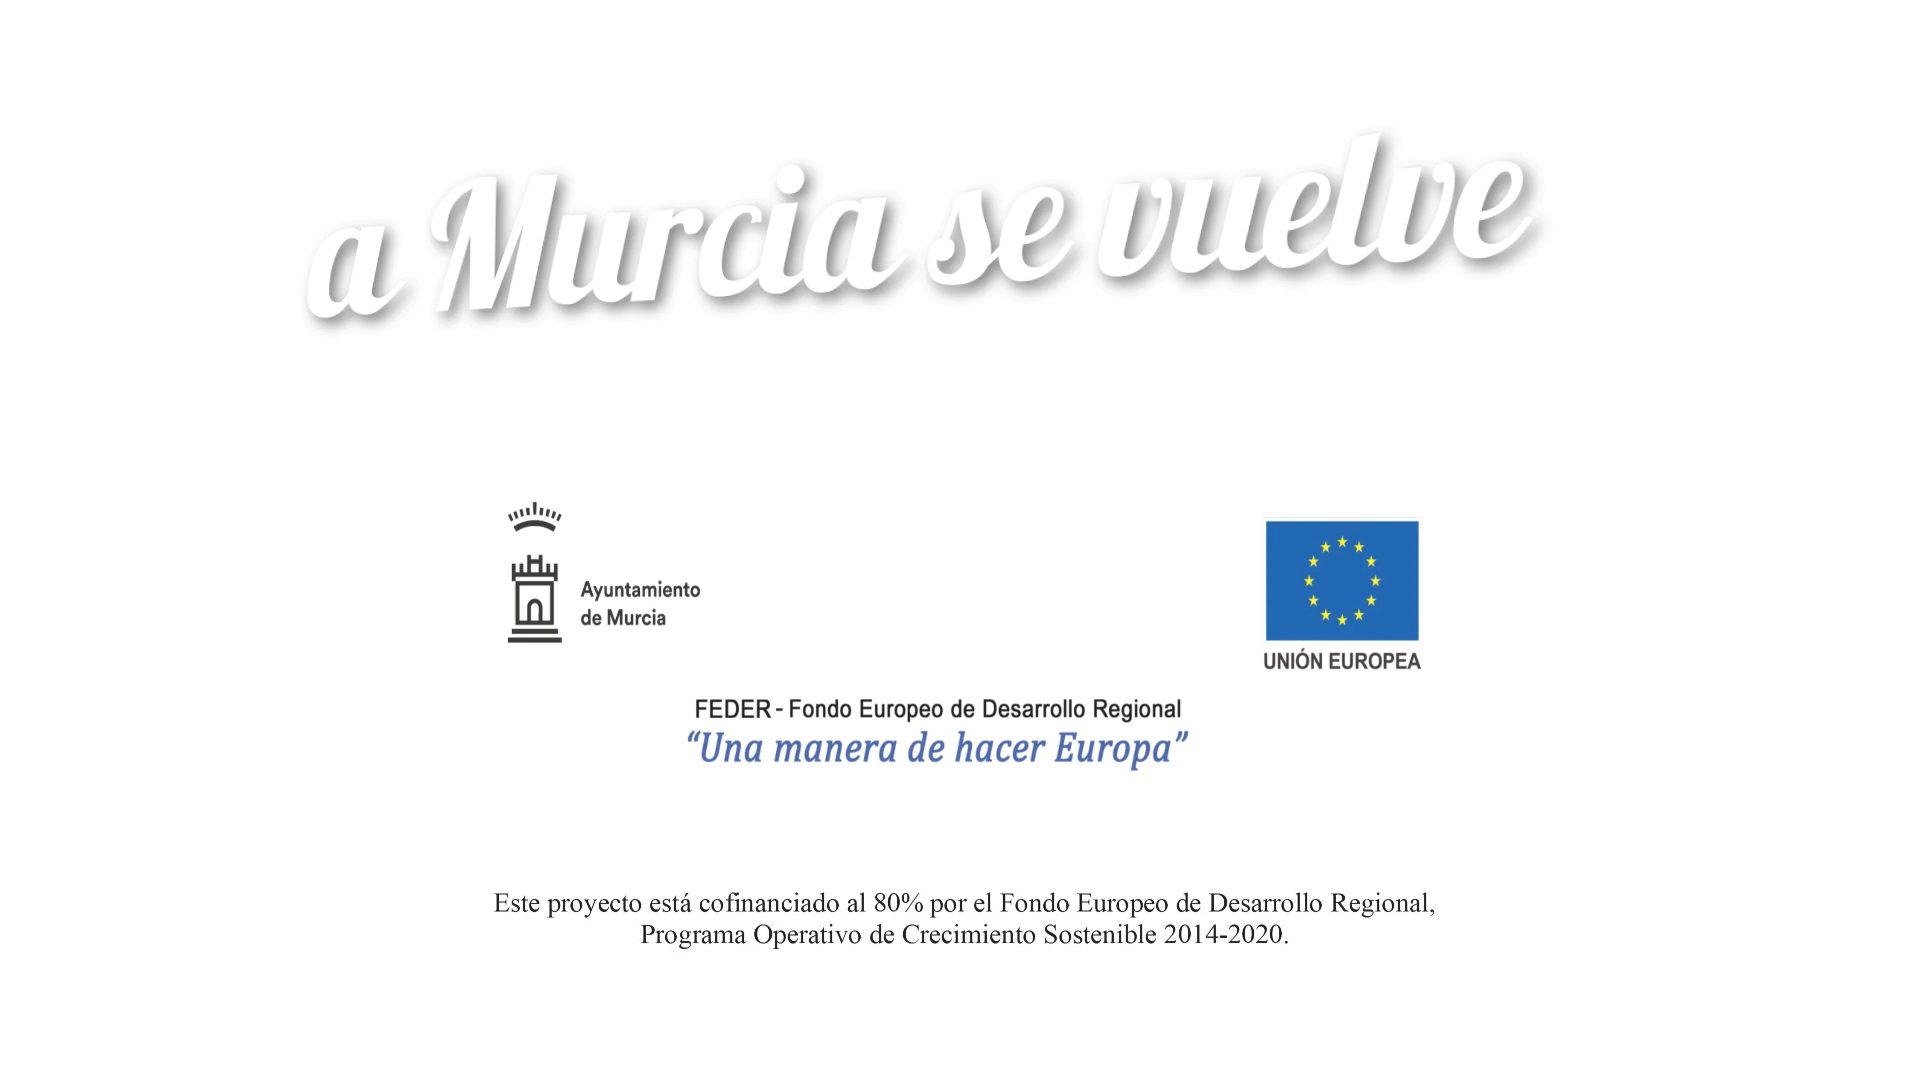 a Murcia se vuelve
Ayuntamiento
de Murcia
UNIÓN EUROPEA
FEDER - Fondo Europeo de Desarrollo Regional
“Una manera de hacer Europa”
Este proyecto está cofinanciado al 80% por el Fondo Europeo de Desarrollo Regional,
Programa Operativo de Crecimiento Sostenible 2014-2020.